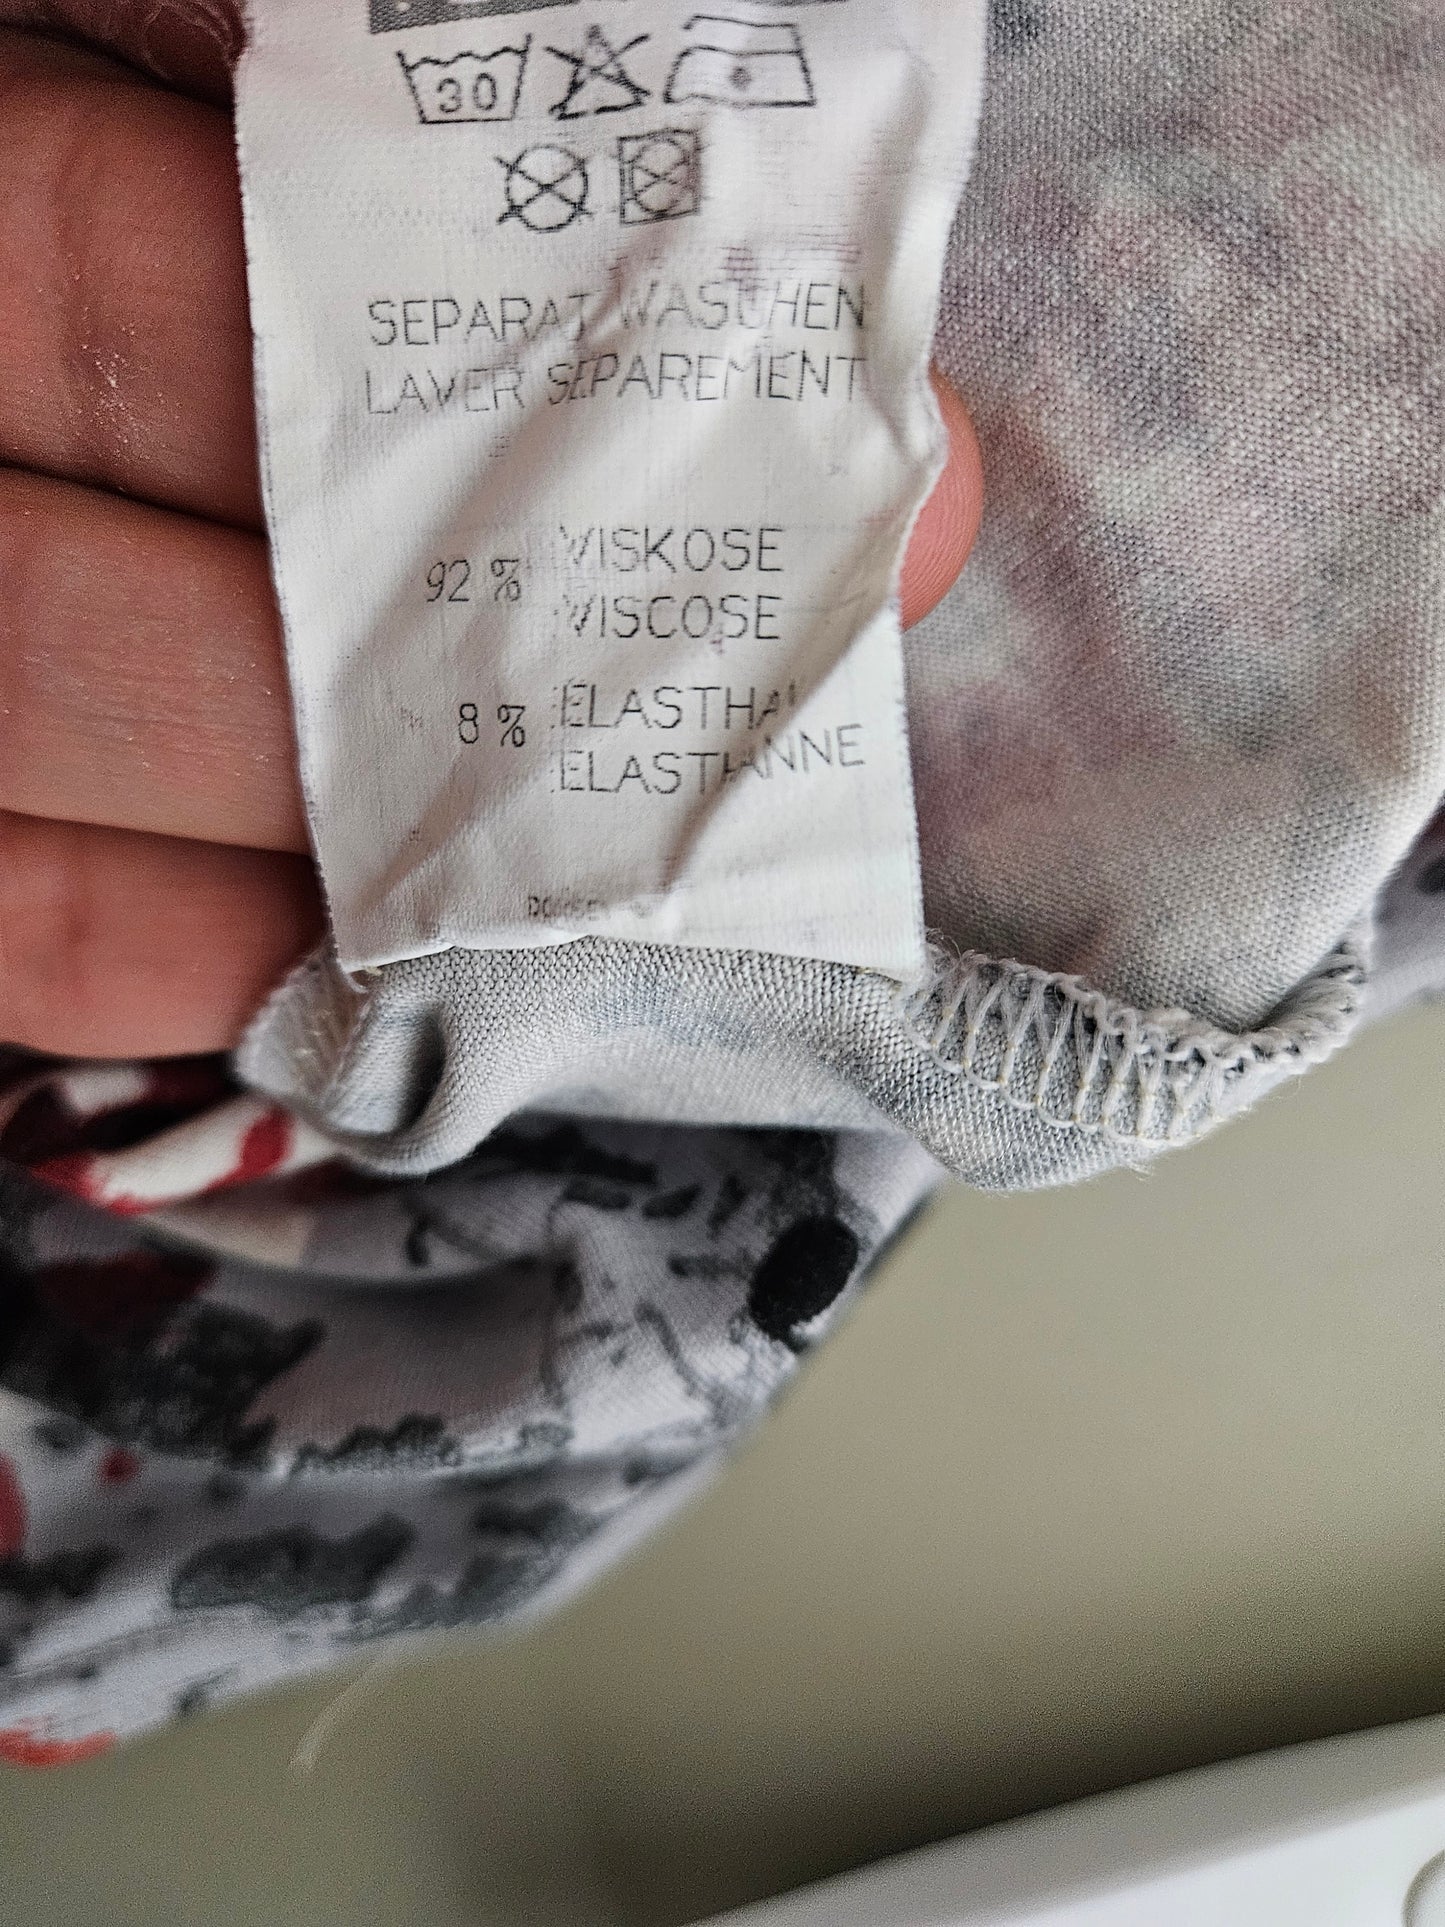 30
SEPARAT WASCHEN
LAVER SEPAREMENT
92 % VISKOSE
VISCOSE
8 % ELASTHAN
ELASTHANNE